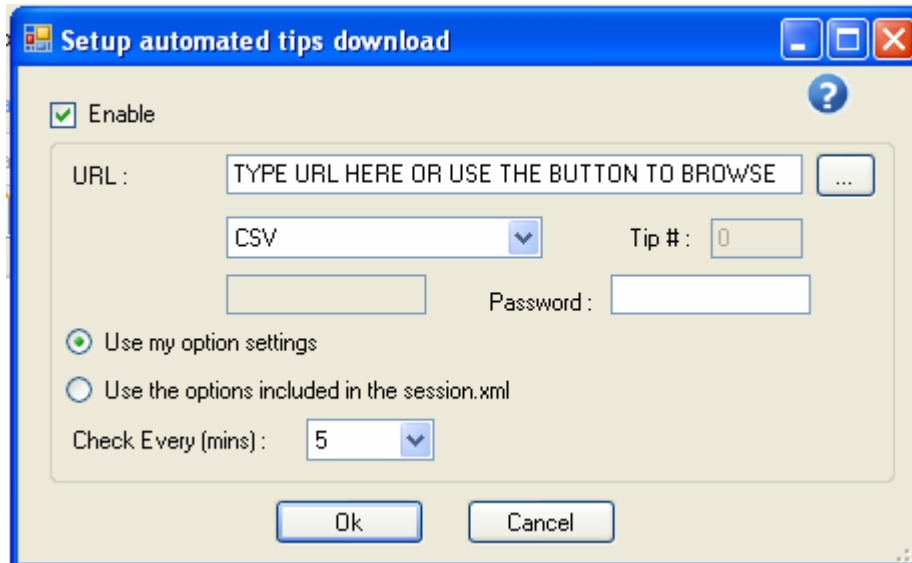 Setup automated tips download
?
Enable
URL : TYPE URL HERE OR USE THE BUTTON TO BROWSE ...
CSV Tip # : 0
Password :
Use my option settings
Use the options included in the session.xml
Check Every (mins) : 5
Ok Cancel